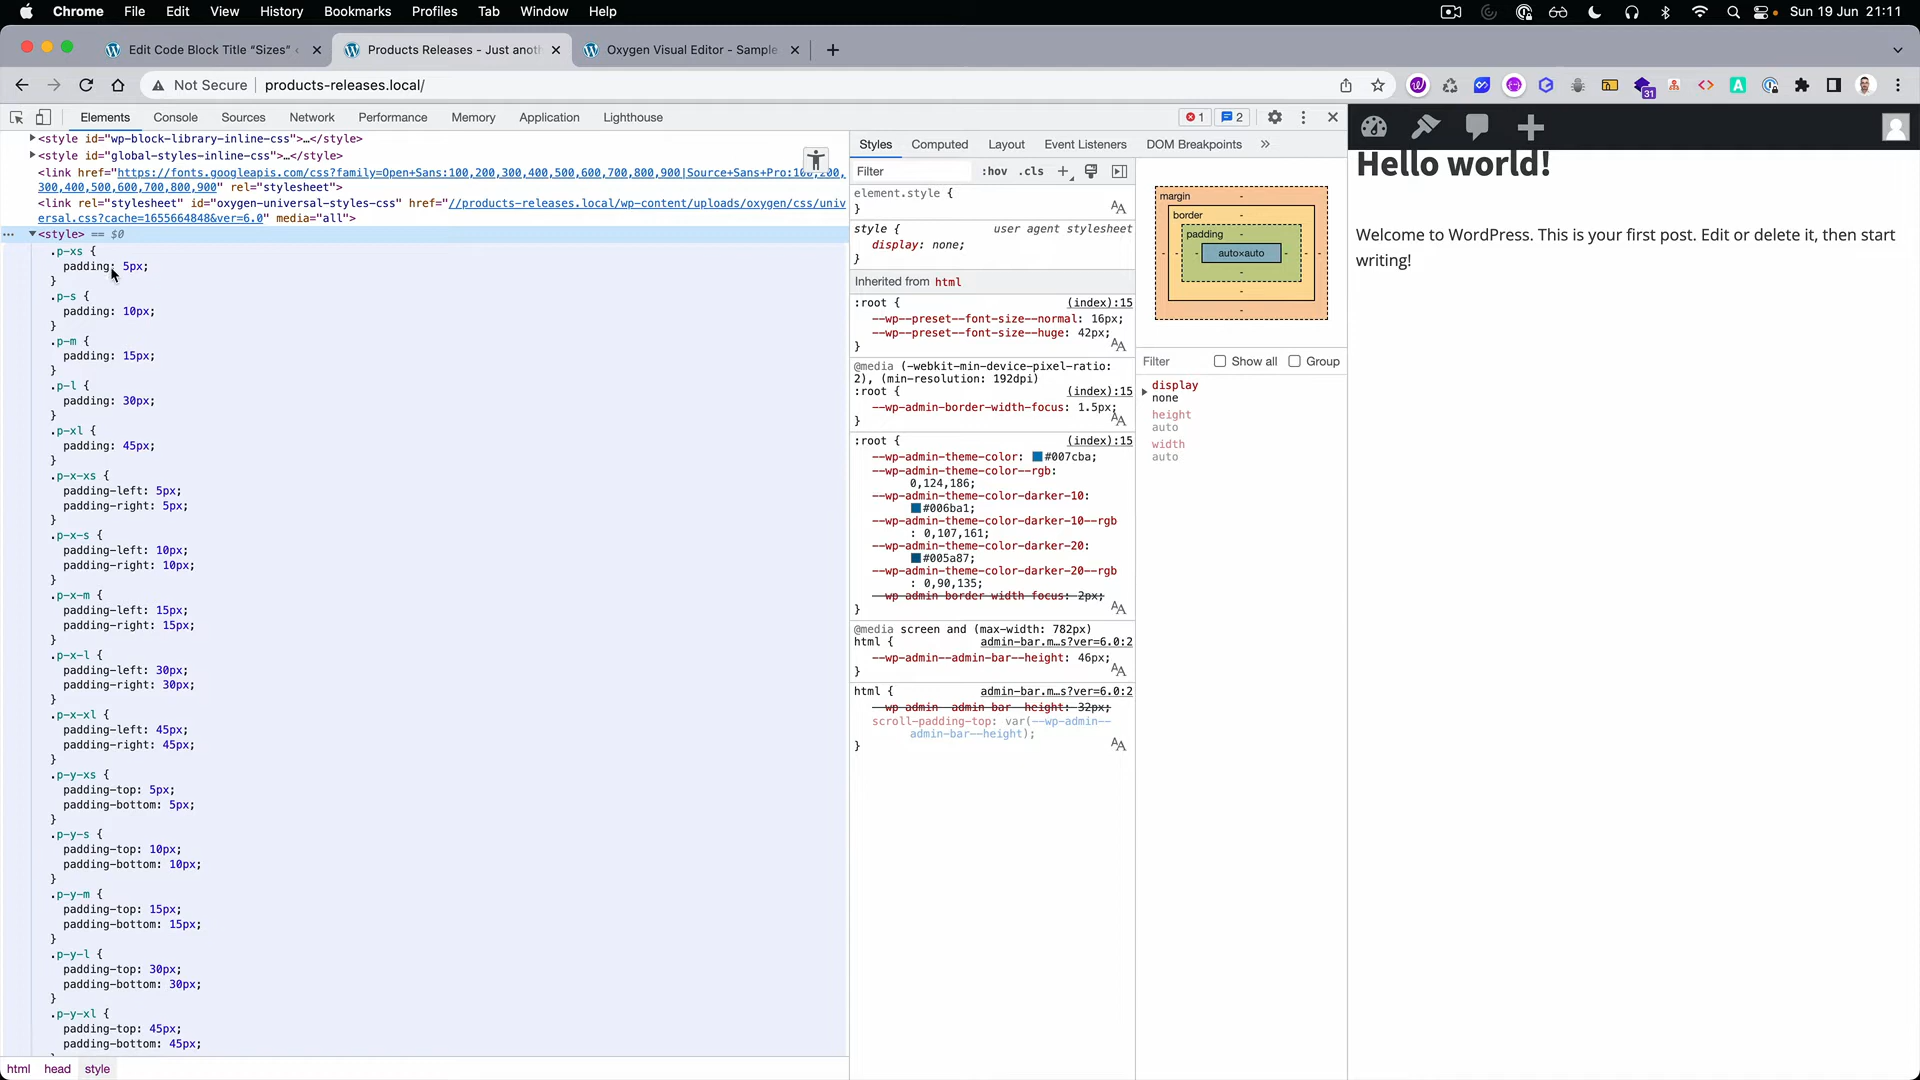 Chrome File Edit View History Bookmarks Profiles Tab Window Help Sun 19 Jun 21:11
Edit Code Block Title “Sizes” ‹ Products Releases - Just anoth Oxygen Visual Editor - Sample
Not Secure products-releases.local/ 31
Elements Console Sources Network Performance Memory Application Lighthouse 1 2
<style id="wp-block-library-inline-css">…</style>
<style id="global-styles-inline-css">…</style>
<link href="https://fonts.googleapis.com/css?family=Open+Sans:100,200,300,400,500,600,700,800,900|Source+Sans+Pro:100,200,
300,400,500,600,700,800,900" rel="stylesheet">
<link rel="stylesheet" id="oxygen-universal-styles-css" href="//products-releases.local/wp-content/uploads/oxygen/css/univ
ersal.css?cache=1655664848&ver=6.0" media="all">
<style> == $0
.p-xs {
padding: 5px;
}
.p-s {
padding: 10px;
}
.p-m {
padding: 15px;
}
.p-l {
padding: 30px;
}
.p-xl {
padding: 45px;
}
.p-x-xs {
padding-left: 5px;
padding-right: 5px;
}
.p-x-s {
padding-left: 10px;
padding-right: 10px;
}
.p-x-m {
padding-left: 15px;
padding-right: 15px;
}
.p-x-l {
padding-left: 30px;
padding-right: 30px;
}
.p-x-xl {
padding-left: 45px;
padding-right: 45px;
}
.p-y-xs {
padding-top: 5px;
padding-bottom: 5px;
}
.p-y-s {
padding-top: 10px;
padding-bottom: 10px;
}
.p-y-m {
padding-top: 15px;
padding-bottom: 15px;
}
.p-y-l {
padding-top: 30px;
padding-bottom: 30px;
}
.p-y-xl {
padding-top: 45px;
padding-bottom: 45px;
html head style
Styles Computed Layout Event Listeners DOM Breakpoints »
Filter :hov .cls
element.style {
}
style { user agent stylesheet
display: none;
}
Inherited from html
:root { (index):15
--wp--preset--font-size--normal: 16px;
--wp--preset--font-size--huge: 42px;
}
@media (-webkit-min-device-pixel-ratio:
2), (min-resolution: 192dpi)
:root { (index):15
--wp-admin-border-width-focus: 1.5px;
}
:root { (index):15
--wp-admin-theme-color: #007cba;
--wp-admin-theme-color--rgb:
0,124,186;
--wp-admin-theme-color-darker-10:
#006ba1;
--wp-admin-theme-color-darker-10--rgb
: 0,107,161;
--wp-admin-theme-color-darker-20:
#005a87;
--wp-admin-theme-color-darker-20--rgb
: 0,90,135;
--wp-admin-border-width-focus: 2px;
}
@media screen and (max-width: 782px)
html { admin-bar.m…s?ver=6.0:2
--wp-admin--admin-bar--height: 46px;
}
html { admin-bar.m…s?ver=6.0:2
--wp-admin--admin-bar--height: 32px;
scroll-padding-top: var(--wp-admin--
admin-bar--height);
}
margin -
border -
padding -
- - - auto×auto - - -
-
-
-
Filter Show all Group
display
none
height
auto
width
auto
Hello world!
Welcome to WordPress. This is your first post. Edit or delete it, then start
writing!